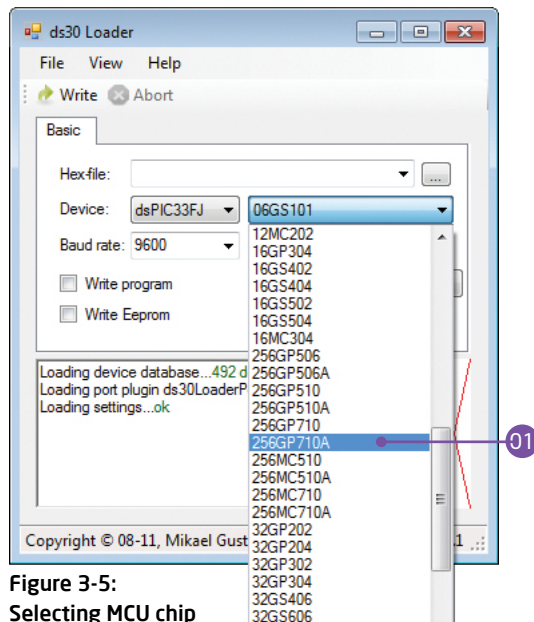 ds30 Loader
File View Help
Write Abort
Basic
Hex-file: ...
Device: dsPIC33FJ 06GS101
Baud rate: 9600
Write program
Write Eeprom
12MC202
16GP304
16GS402
16GS404
16GS502
16GS504
16MC304
256GP506
256GP506A
256GP510
256GP510A
256GP710
256GP710A
256MC510
256MC510A
256MC710
256MC710A
32GP202
32GP204
32GP302
32GP304
32GS406
32GS606
01
Loading device database...492 d
Loading port plugin ds30LoaderP
Loading settings...ok
Copyright © 08-11, Mikael Gust
Figure 3-5:
Selecting MCU chip